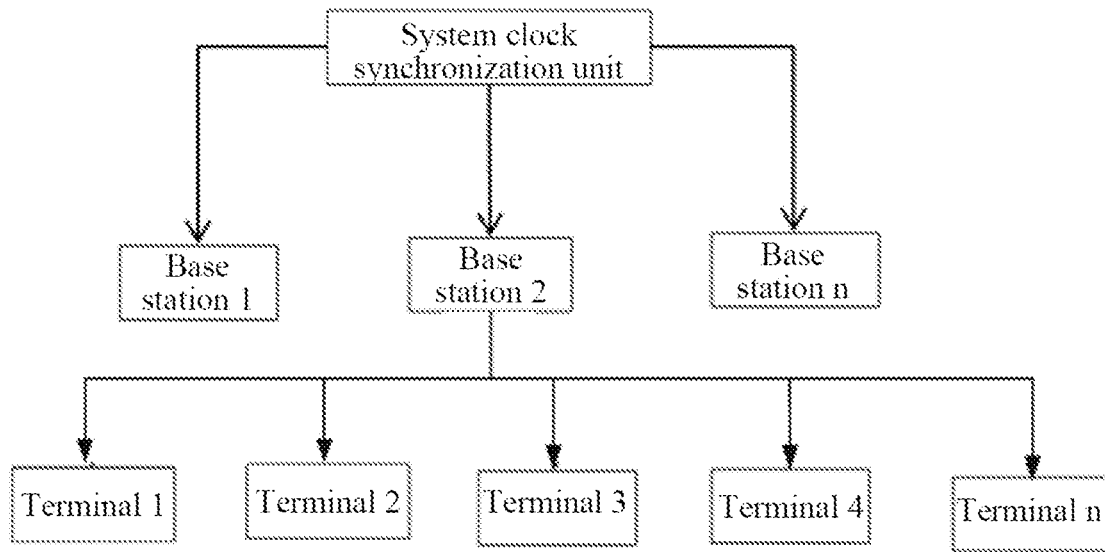 System clock
synchronization unit
Base
station 1
Base
station 2
Base
station n
Terminal 1
Terminal 2
Terminal 3
Terminal 4
Terminal n